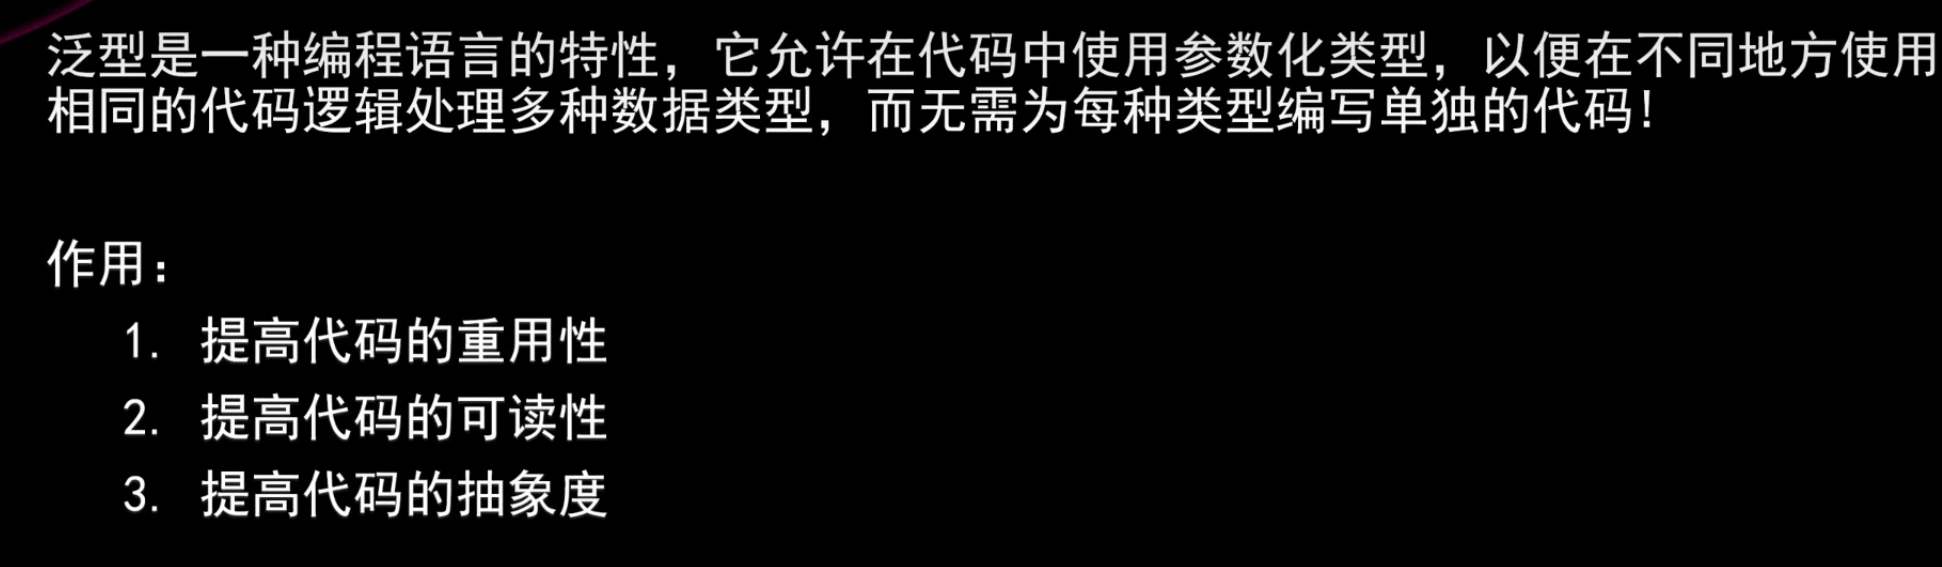 泛型是一种编程语言的特性，它允许在代码中使用参数化类型，以便在不同地方使用
相同的代码逻辑处理多种数据类型，而无需为每种类型编写单独的代码！
作用：
1. 提高代码的重用性
2. 提高代码的可读性
3. 提高代码的抽象度